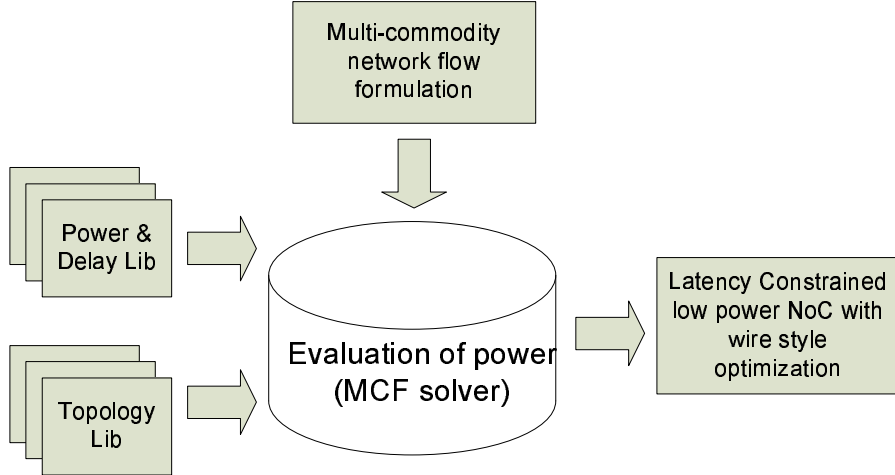 Multi-commodity
network flow
formulation
Power &
Delay Lib
Topology
Lib
Evaluation of power
(MCF solver)
Latency Constrained
low power NoC with
wire style
optimization